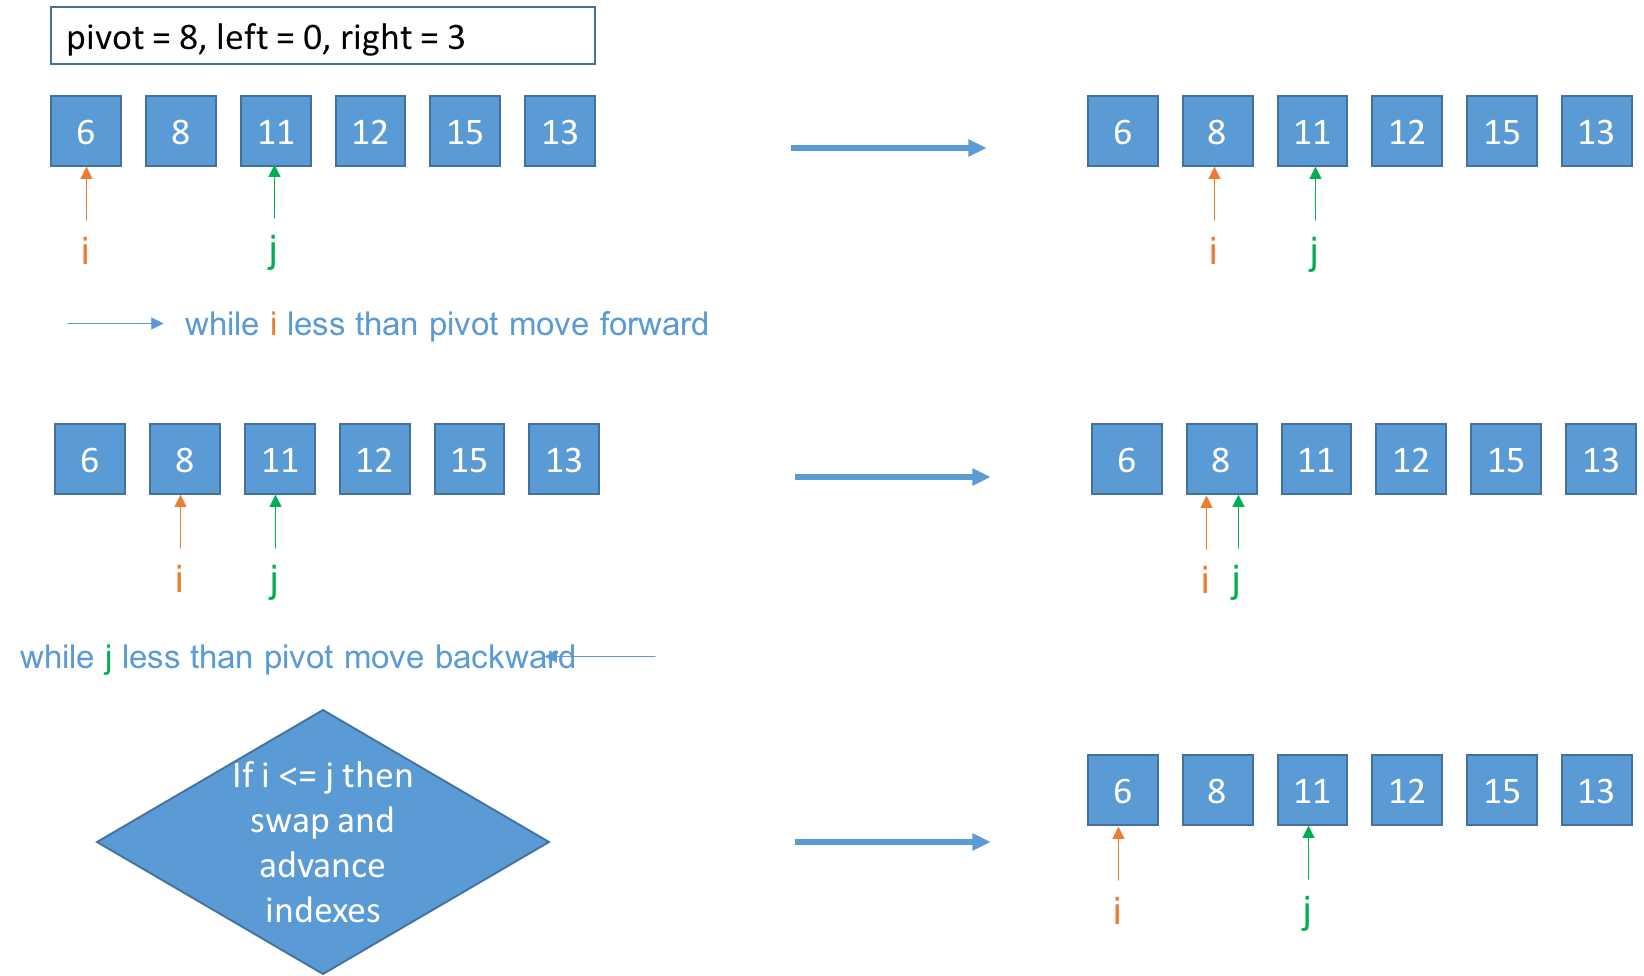 pivot = 8, left = 0, right = 3
6 8 11 12 15 13
6 8 11 12 15 13
i j
i j
while i less than pivot move forward
6 8 11 12 15 13
6 8 11 12 15 13
i j
i j
while j less than pivot move backward
If i <= j then
swap and
advance
indexes
6 8 11 12 15 13
i j